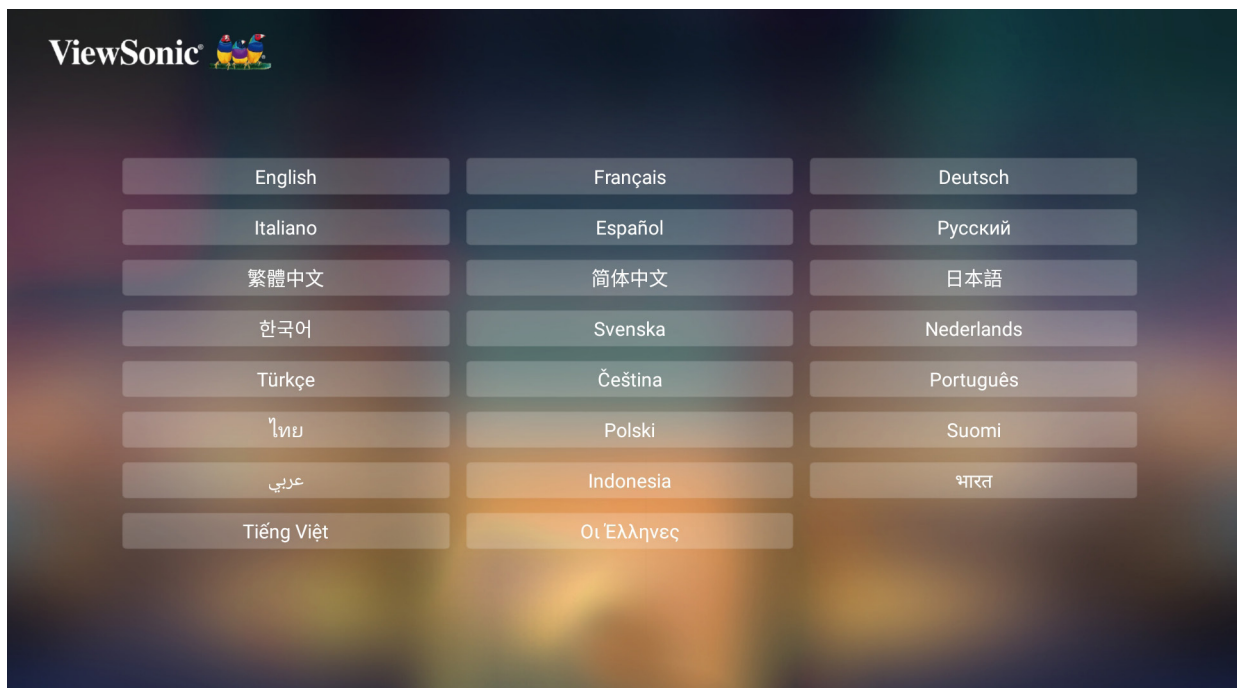 ViewSonic®
English
Français
Deutsch
Italiano
Español
Русский
繁體中文
简体中文
日本語
한국어
Svenska
Nederlands
Türkçe
Čeština
Português
ไทย
Polski
Suomi
عربي
Indonesia
भारत
Tiếng Việt
Οι Έλληνες